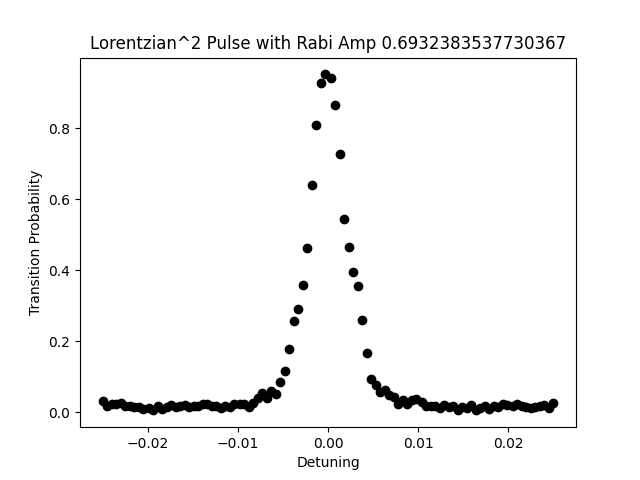 Lorentzian^2 Pulse with Rabi Amp 0.6932383537730367
Transition Probability
0.8
0.6
0.4
0.2
0.0
−0.02 −0.01 0.00 0.01 0.02
Detuning